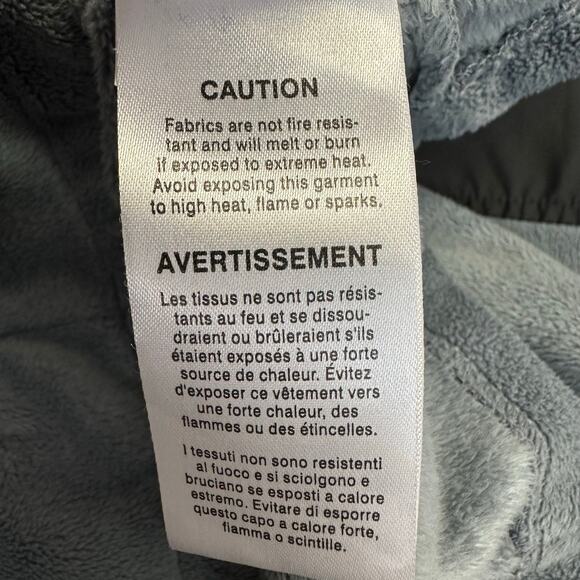 CAUTION
Fabrics are not fire resis-
tant and will melt or burn
if exposed to extreme heat.
Avoid exposing this garment
to high heat, flame or sparks.
AVERTISSEMENT
Les tissus ne sont pas résis-
tants au feu et se dissou-
draient ou brûleraient s'ils
étaient exposés à une forte
source de chaleur. Évitez
d'exposer ce vêtement vers
une forte chaleur, des
flammes ou des étincelles.
I tessuti non sono resistenti
al fuoco e si sciolgono e
bruciano se esposti a calore
estremo. Evitare di esporre
questo capo a calore forte,
fiamma o scintille.